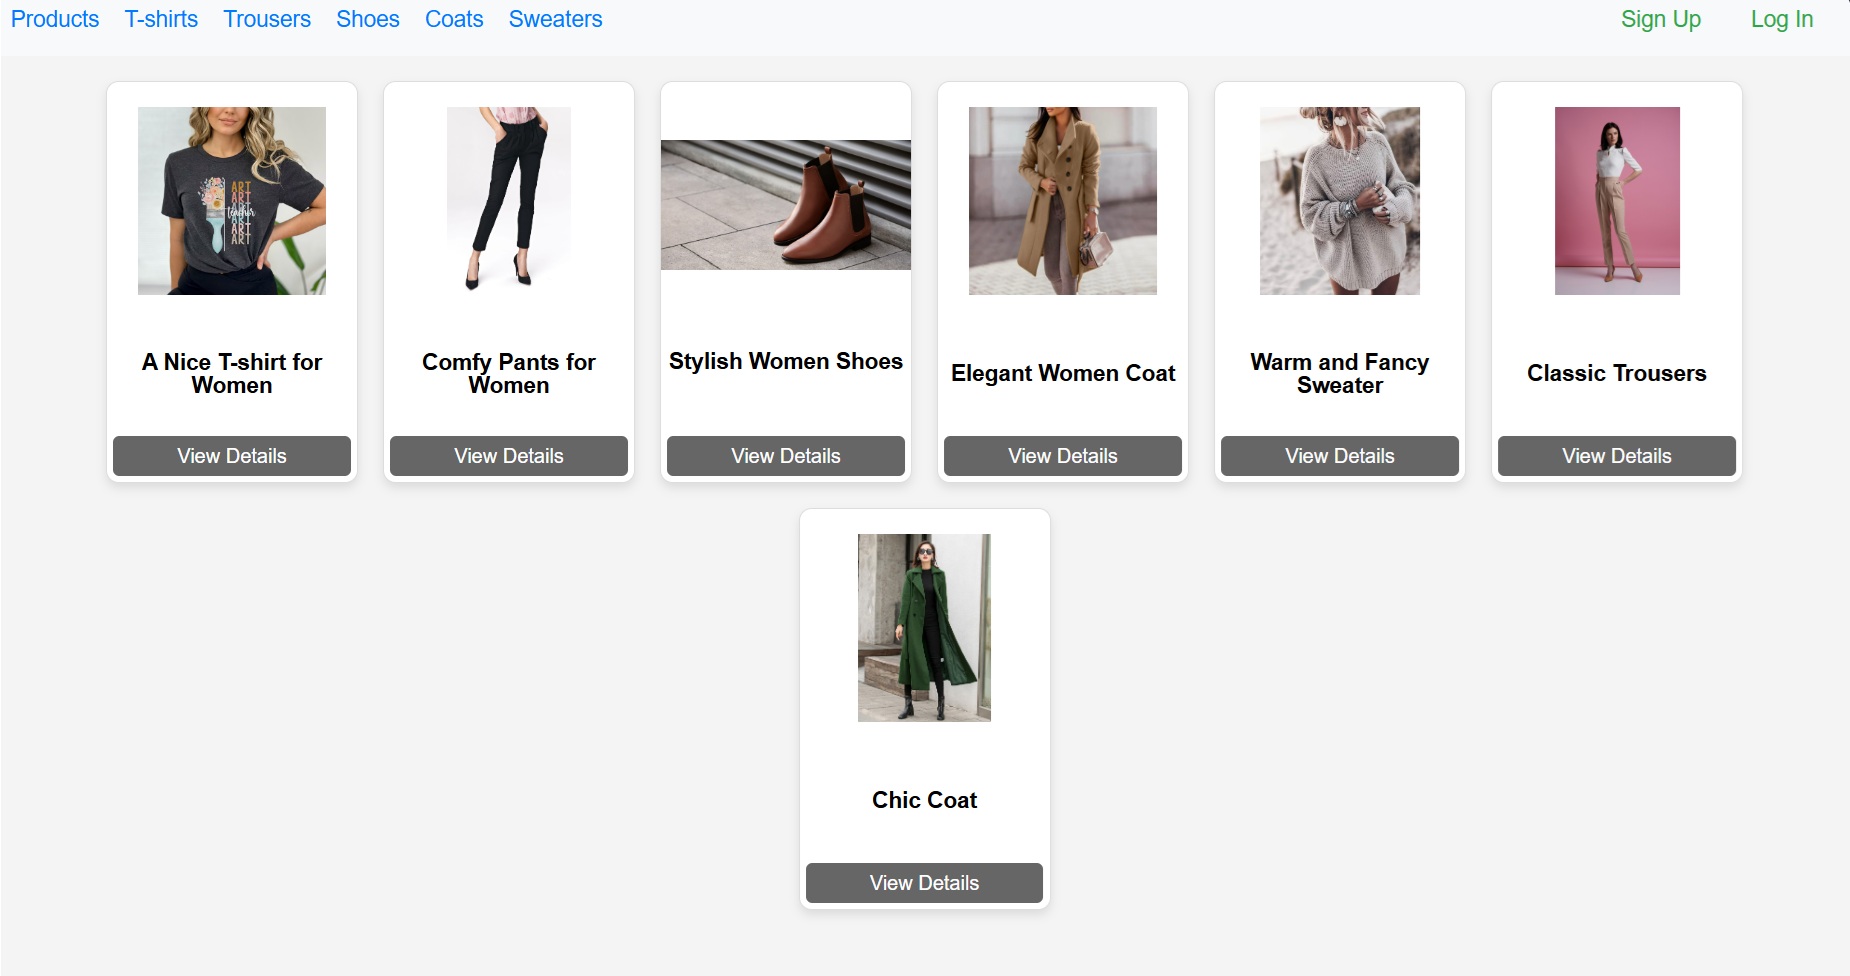 Products T-shirts Trousers Shoes Coats Sweaters Sign Up Log In
ART
ART
ART
teacher
ART
ART
A Nice T-shirt for
Women
View Details
Comfy Pants for
Women
View Details
Stylish Women Shoes
View Details
Elegant Women Coat
View Details
Warm and Fancy
Sweater
View Details
Classic Trousers
View Details
Chic Coat
View Details